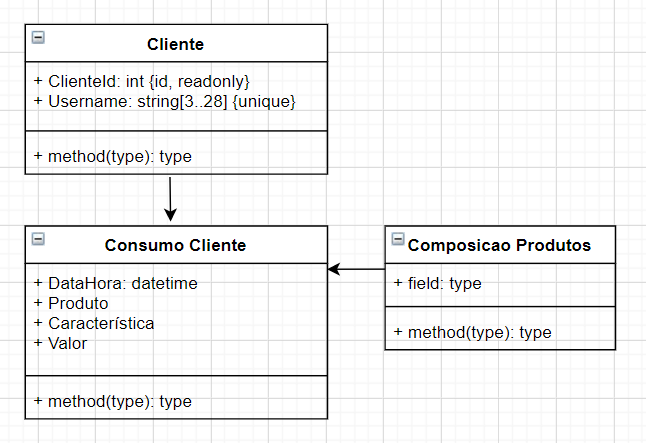 Cliente
+ ClienteId: int {id, readonly}
+ Username: string[3..28] {unique}
+ method(type): type
Consumo Cliente
+ DataHora: datetime
+ Produto
+ Característica
+ Valor
+ method(type): type
Composicao Produtos
+ field: type
+ method(type): type